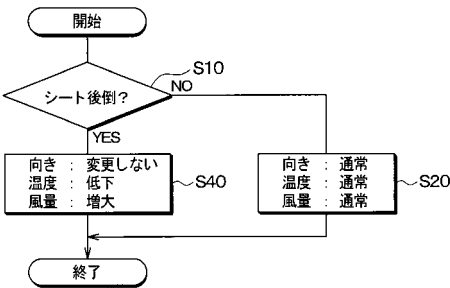 開始
S10
シート後倒?
NO
YES
向き : 変更しない
温度 : 低下
風量 : 増大
S40
向き : 通常
温度 : 通常
風量 : 通常
S20
終了